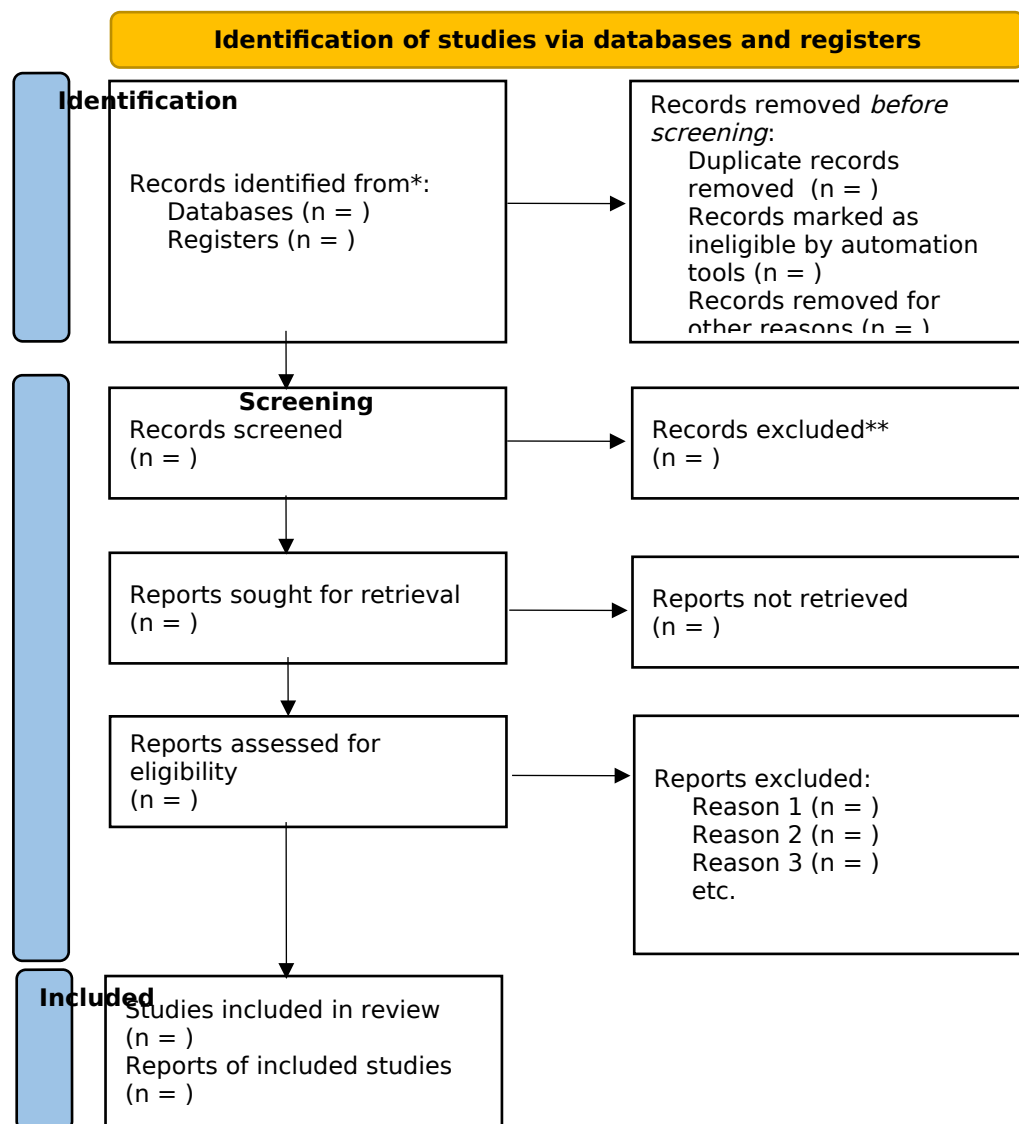 Identification of studies via databases and registers
Identification
Records identified from*:
Databases (n = )
Registers (n = )
Records removed before
screening:
Duplicate records
removed  (n = )
Records marked as
ineligible by automation
tools (n = )
Records removed for
other reasons (n = )
Screening
Records screened
(n = )
Records excluded**
(n = )
Reports sought for retrieval
(n = )
Reports not retrieved
(n = )
Reports assessed for
eligibility
(n = )
Reports excluded:
Reason 1 (n = )
Reason 2 (n = )
Reason 3 (n = )
etc.
Included
Studies included in review
(n = )
Reports of included studies
(n = )